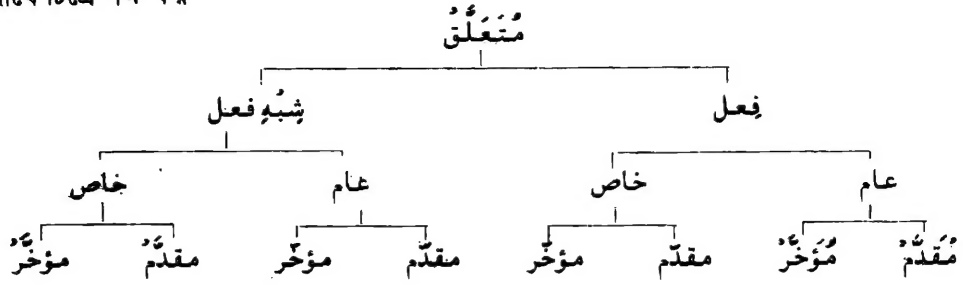 مُتَعَلَّقُ
فِعل شِبُهِ فعل
عام خاص عام خاص
مُقَدَّمُ مُؤَخَّرُ مقدّم مؤخّر مقدّم مؤخّر مقدَّمُ مؤخَّرُ